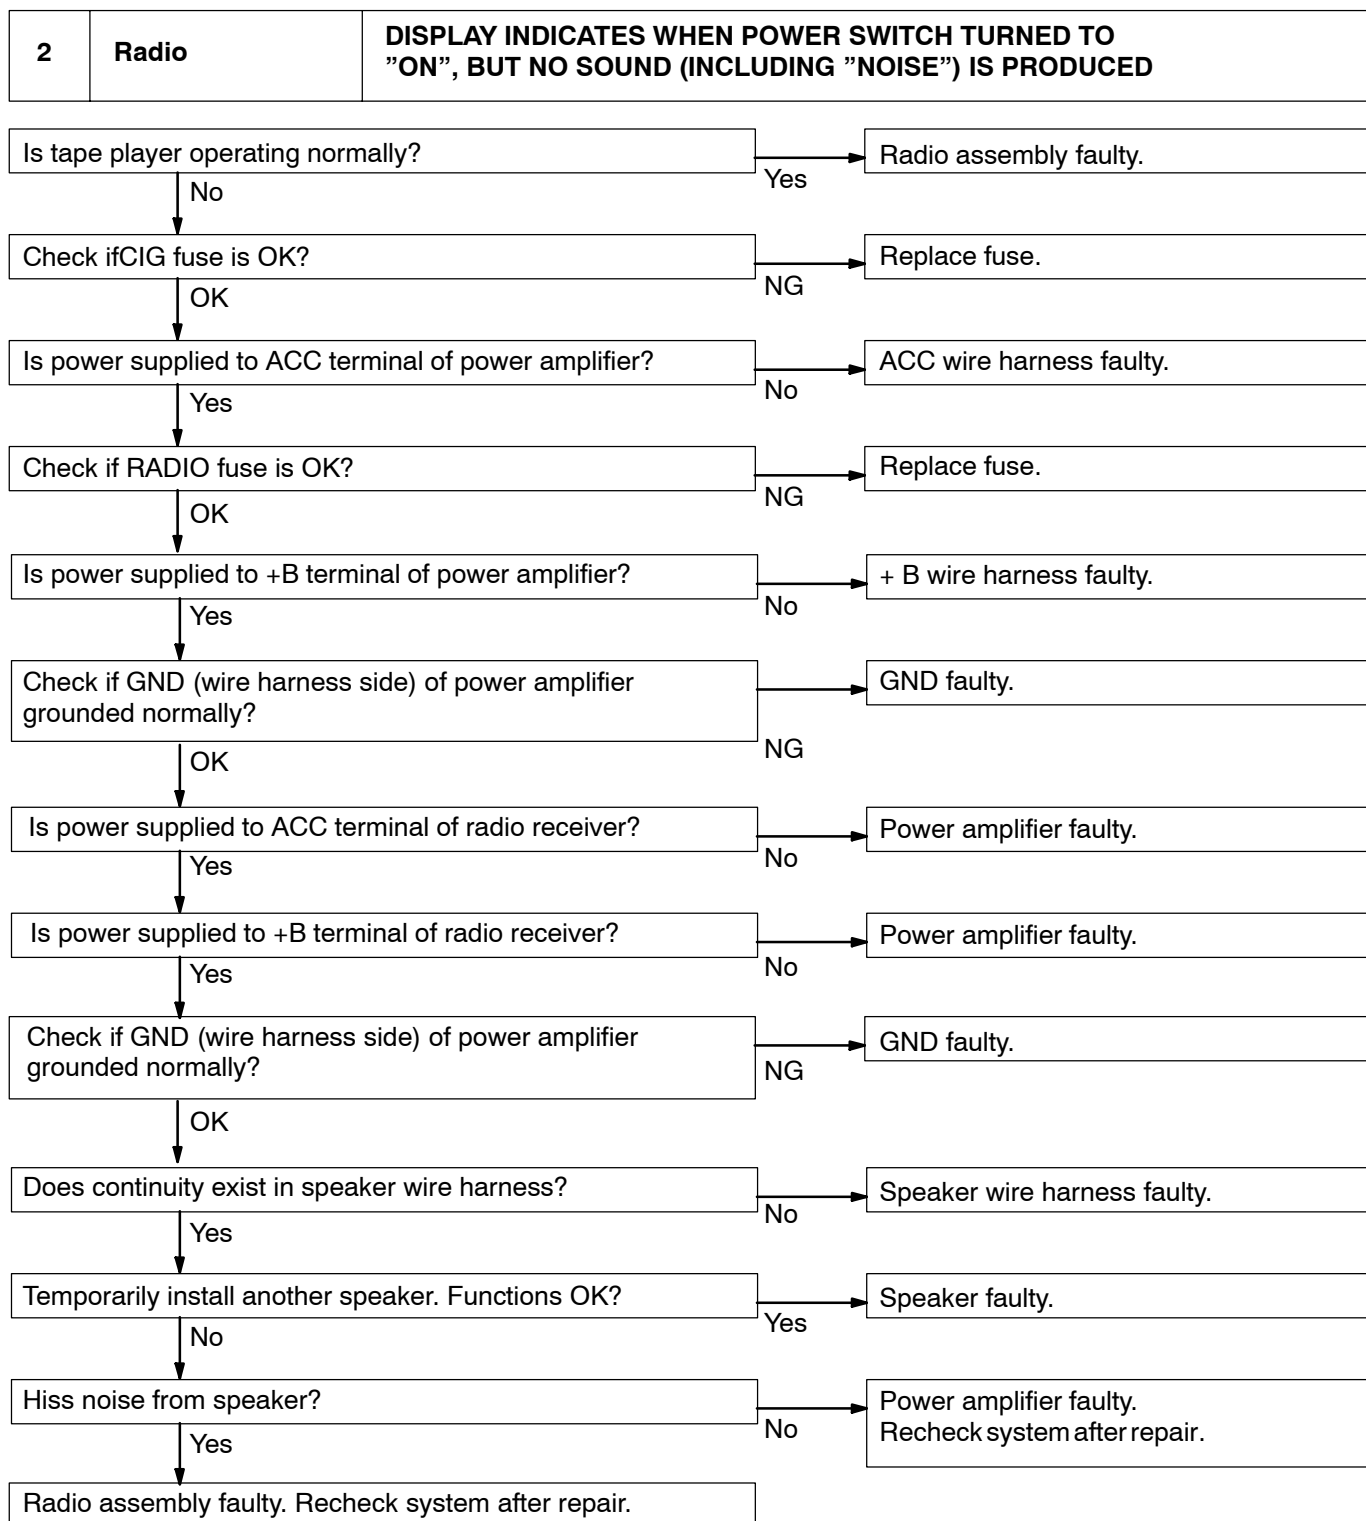 2 Radio DISPLAY INDICATES WHEN POWER SWITCH TURNED TO
”ON”, BUT NO SOUND (INCLUDING ”NOISE”) IS PRODUCED
Is tape player operating normally?
Yes
Radio assembly faulty.
No
Check ifCIG fuse is OK?
NG
Replace fuse.
OK
Is power supplied to ACC terminal of power amplifier?
No
ACC wire harness faulty.
Yes
Check if RADIO fuse is OK?
NG
Replace fuse.
OK
Is power supplied to +B terminal of power amplifier?
No
+ B wire harness faulty.
Yes
Check if GND (wire harness side) of power amplifier
grounded normally?
NG
GND faulty.
OK
Is power supplied to ACC terminal of radio receiver?
No
Power amplifier faulty.
Yes
Is power supplied to +B terminal of radio receiver?
No
Power amplifier faulty.
Yes
Check if GND (wire harness side) of power amplifier
grounded normally?
NG
GND faulty.
OK
Does continuity exist in speaker wire harness?
No
Speaker wire harness faulty.
Yes
Temporarily install another speaker. Functions OK?
Yes
Speaker faulty.
No
Hiss noise from speaker?
No
Power amplifier faulty.
Recheck system after repair.
Yes
Radio assembly faulty. Recheck system after repair.